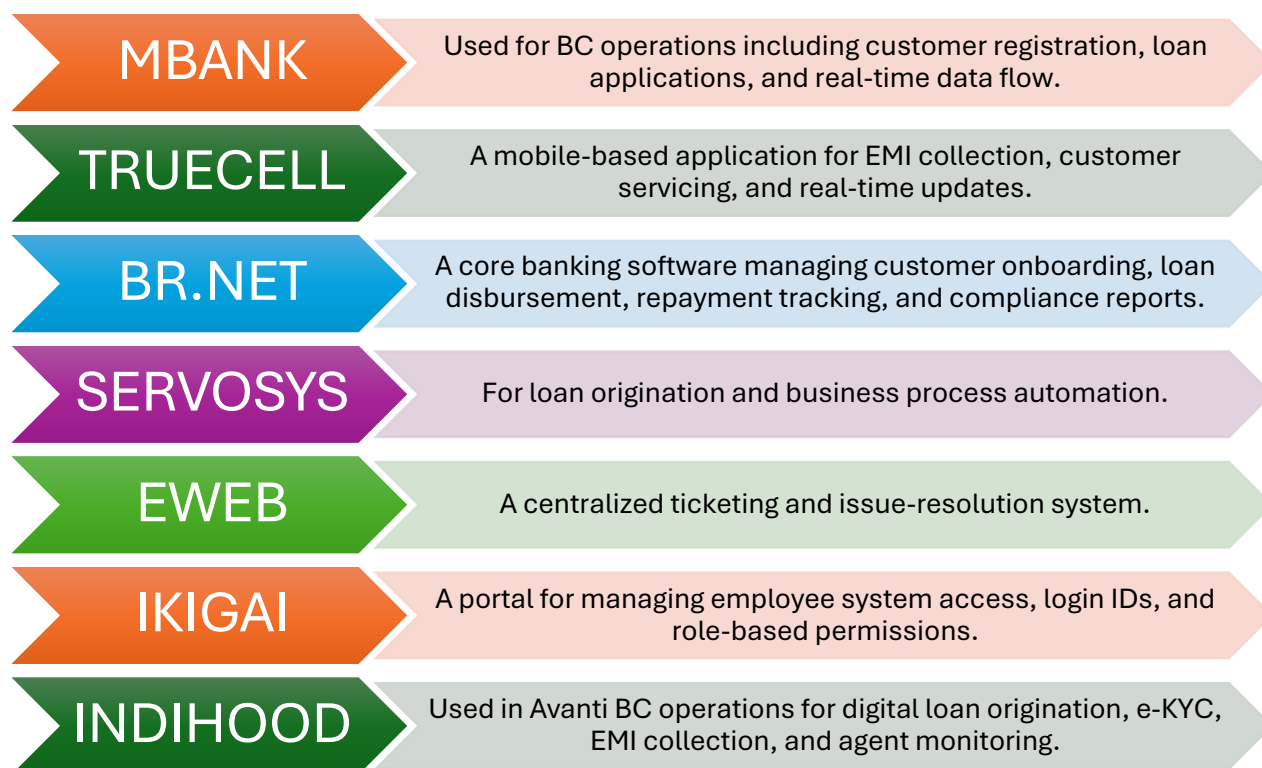 MBANK
Used for BC operations including customer registration, loan
applications, and real-time data flow.
TRUECELL
A mobile-based application for EMI collection, customer
servicing, and real-time updates.
BR.NET
A core banking software managing customer onboarding, loan
disbursement, repayment tracking, and compliance reports.
SERVOSYS
For loan origination and business process automation.
EWEB
A centralized ticketing and issue-resolution system.
IKIGAI
A portal for managing employee system access, login IDs, and
role-based permissions.
INDIHOOD
Used in Avanti BC operations for digital loan origination, e-KYC,
EMI collection, and agent monitoring.